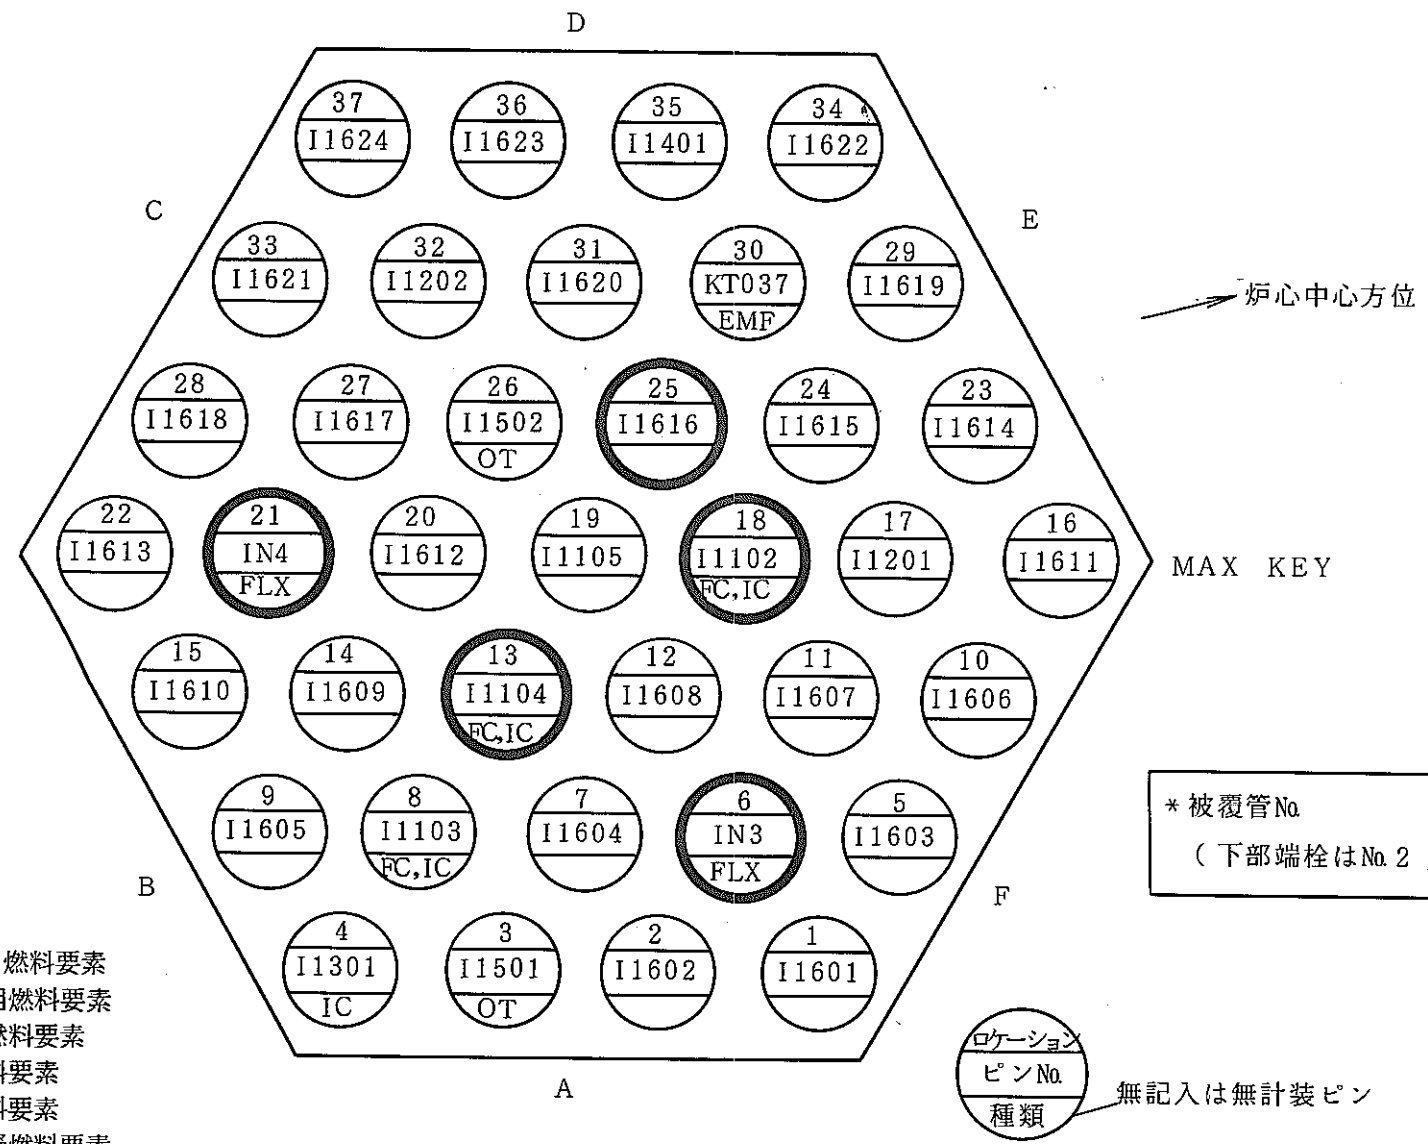 D
37 36 35 34
I1624 I1623 I1401 I1622
C
E
33 32 31 30 29
I1621 I1202 I1620 KT037 I1619
EMF
炉心中心方位
28 27 26 25 24 23
I1618 I1617 I1502 I1616 I1615 I1614
OT
22 21 20 19 18 17 16
I1613 IN4 I1612 I1105 I1102 I1201 I1611
FLX FC,IC
MAX KEY
15 14 13 12 11 10
I1610 I1609 I1104 I1608 I1607 I1606
FC,IC
9 8 7 6 5
I1605 I1103 I1604 IN3 I1603
FC,IC FLX
*被覆管No.
(下部端栓はNo.2
B
F
4 3 2 1
I1301 I1501 I1602 I1601
IC OT
A
燃料要素
用燃料要素
燃料要素
料要素
料要素
燃料要素
ロケーション
ピンNo.
種類
無記入は無計装ピン